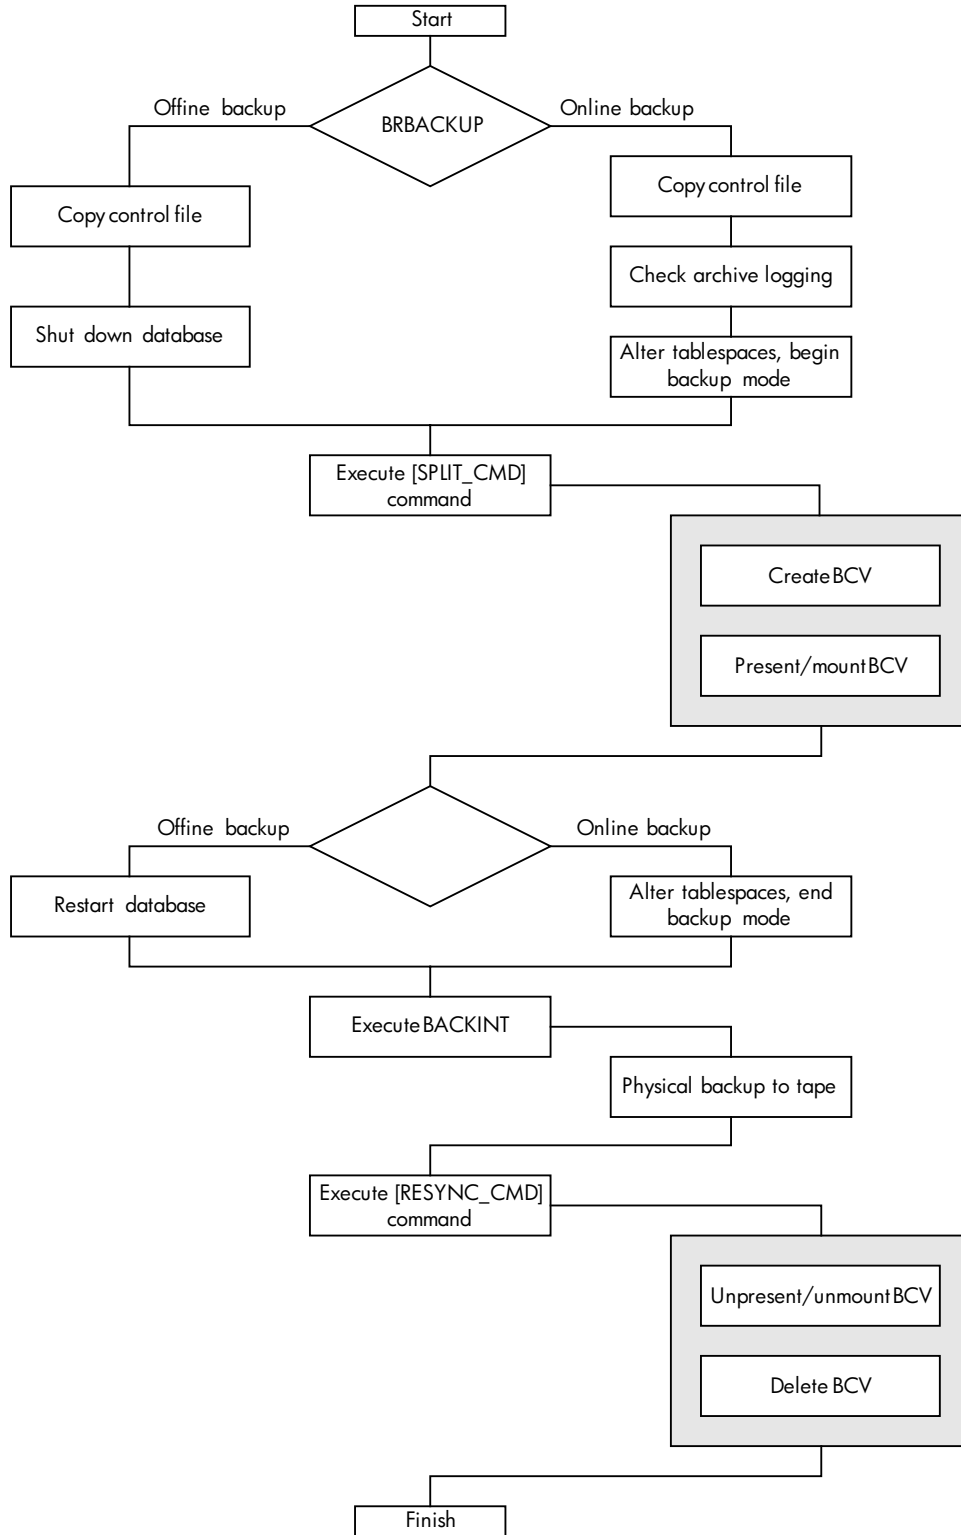 Start
Offine backup
Online backup
BRBACKUP
Copy control file
Copy control file
Check archive logging
Shut down database
Alter tablespaces, begin
backup mode
Execute [SPLIT_CMD]
command
Create BCV
Present/mount BCV
Offine backup
Online backup
Restart database
Alter tablespaces, end
backup mode
Execute BACKINT
Physical backup to tape
Execute [RESYNC_CMD]
command
Unpresent/unmount BCV
Delete BCV
Finish